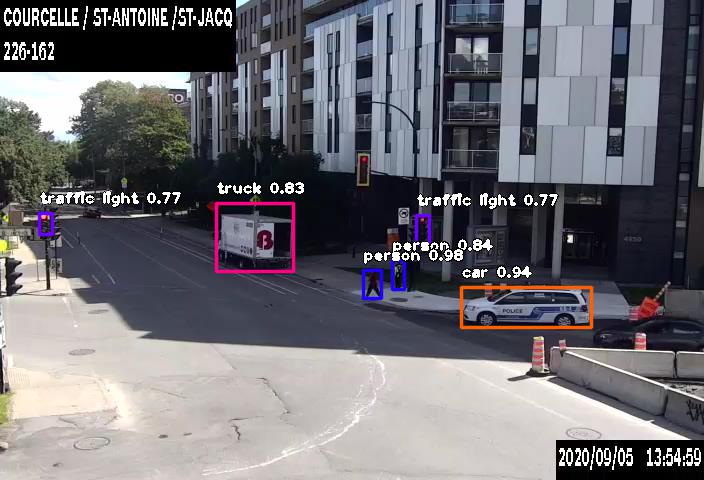 COURCELLE / ST-ANTOINE /ST-JACQ
226-162
traffic light 0.77
truck 0.83
traffic light 0.77
person 0.84
person 0.98
car 0.94
B
POLICE
2020/09/05 13:54:59